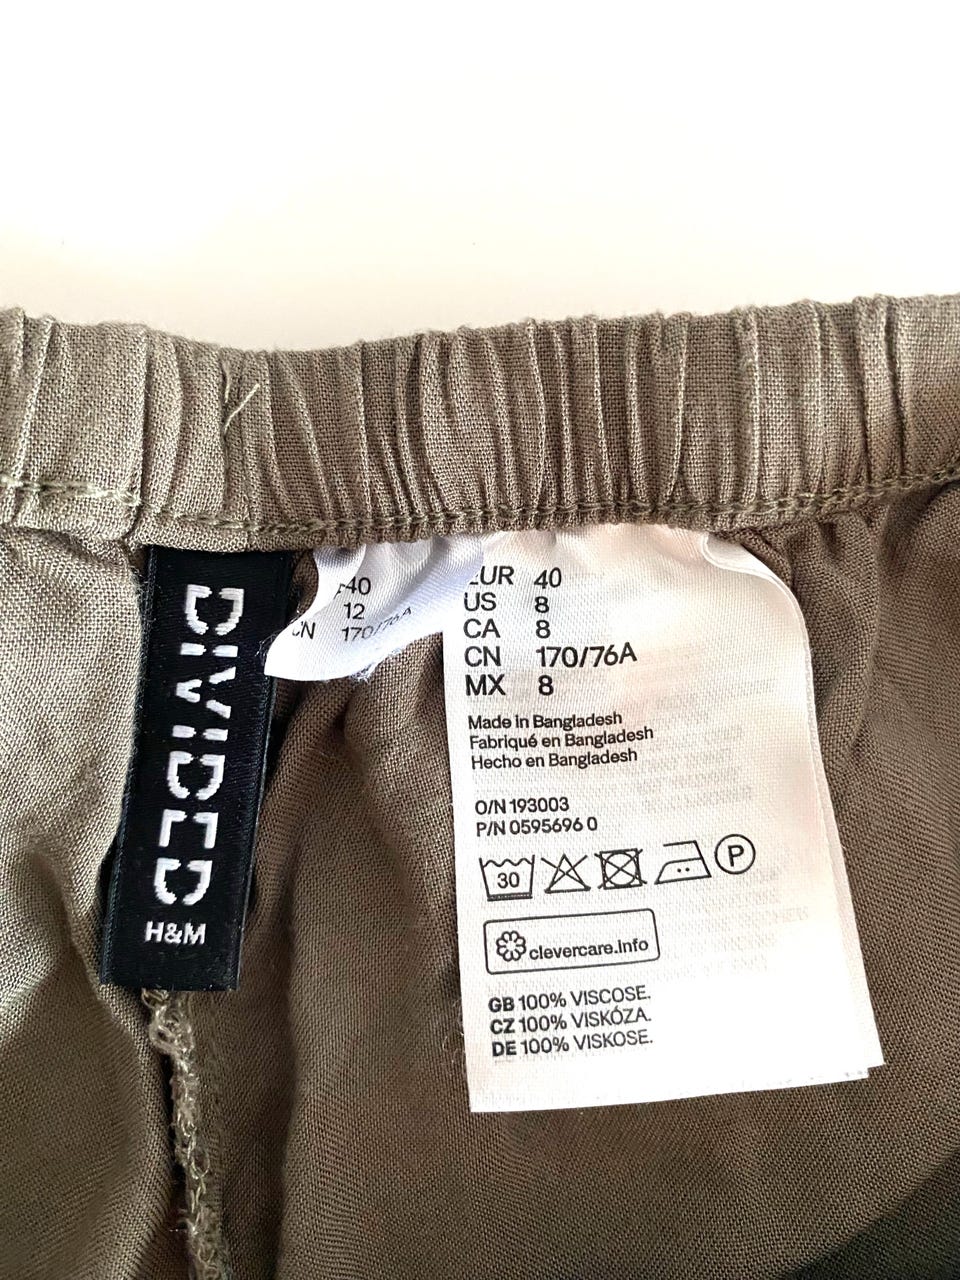 DIVIDED
H&M
40
12
CN 170/76A
EUR 40
US 8
CA 8
CN 170/76A
MX 8
Made in Bangladesh
Fabriqué en Bangladesh
Hecho en Bangladesh
O/N 193003
P/N 0595696 0
30
P
clevercare.info
GB 100% VISCOSE.
CZ 100% VISKÓZA.
DE 100% VISKOSE.